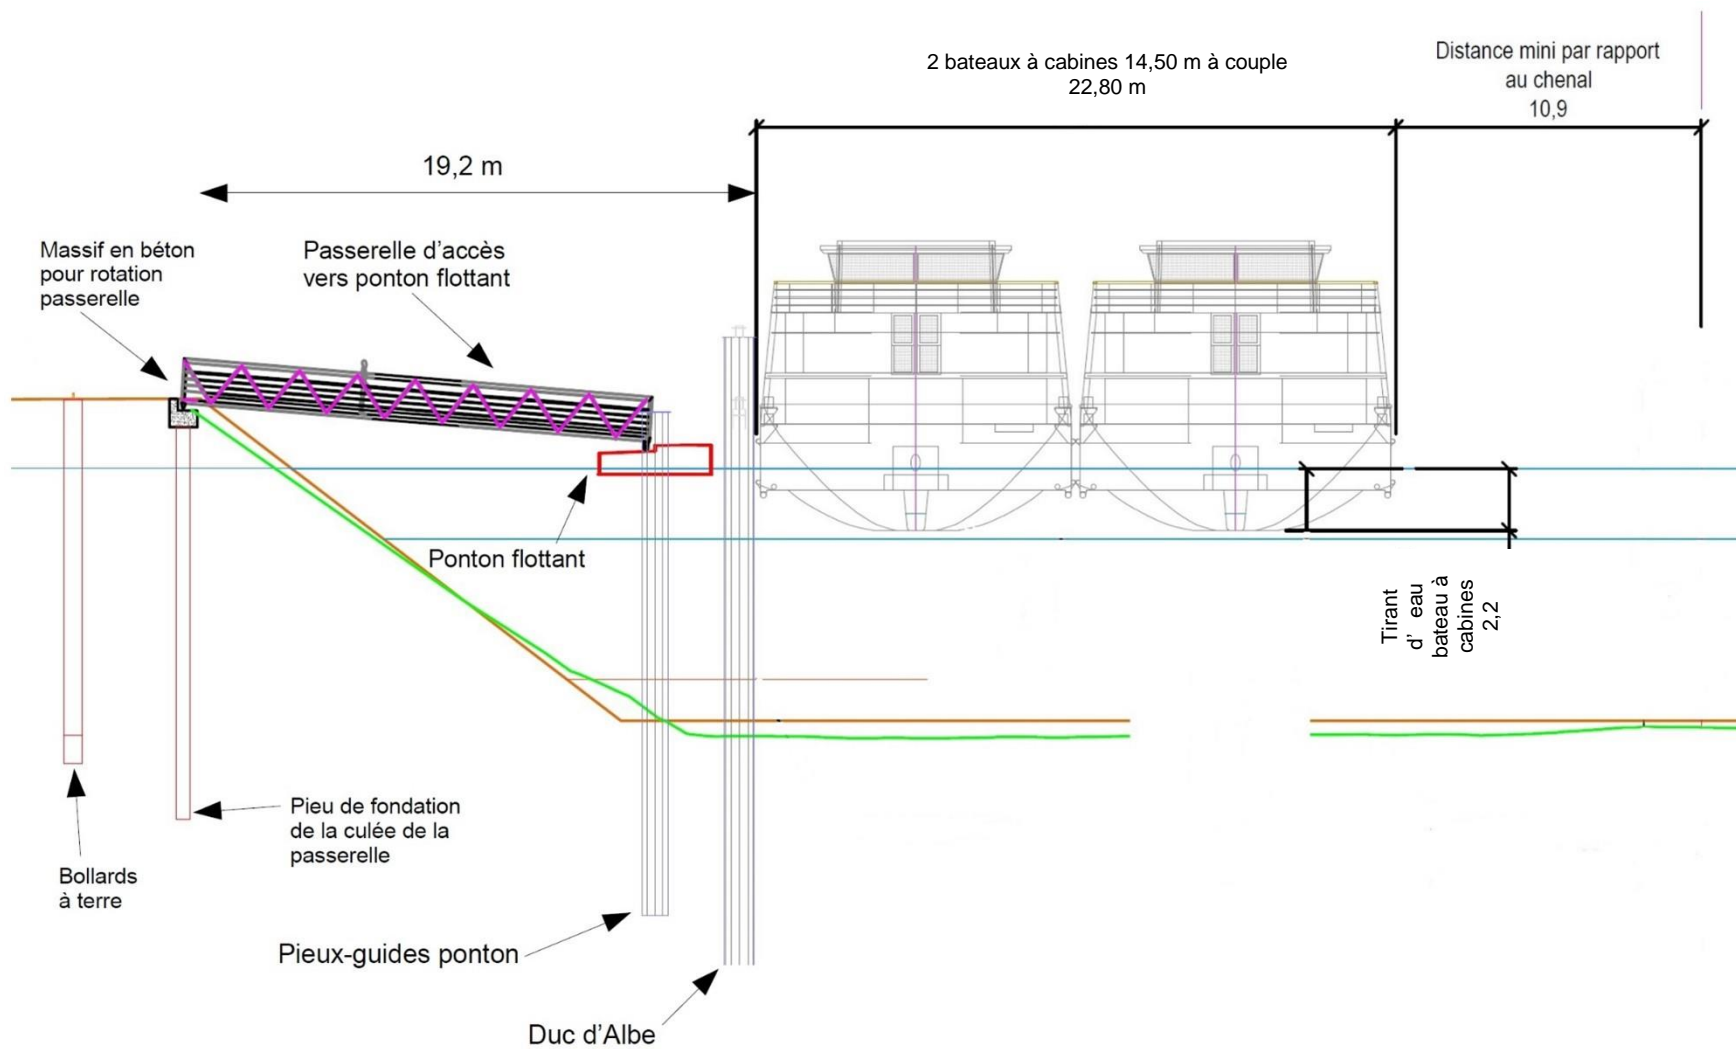 2 bateaux à cabines 14,50 m à couple
22,80 m
Distance mini par rapport
au chenal
10,9
19,2 m
Massif en béton
pour rotation
passerelle
Passerelle d'accès
vers ponton flottant
Ponton flottant
Tirant
d' eau
bateau à
cabines
2,2
Pieu de fondation
de la culée de la
passerelle
Bollards
à terre
Pieux-guides ponton
Duc d'Albe